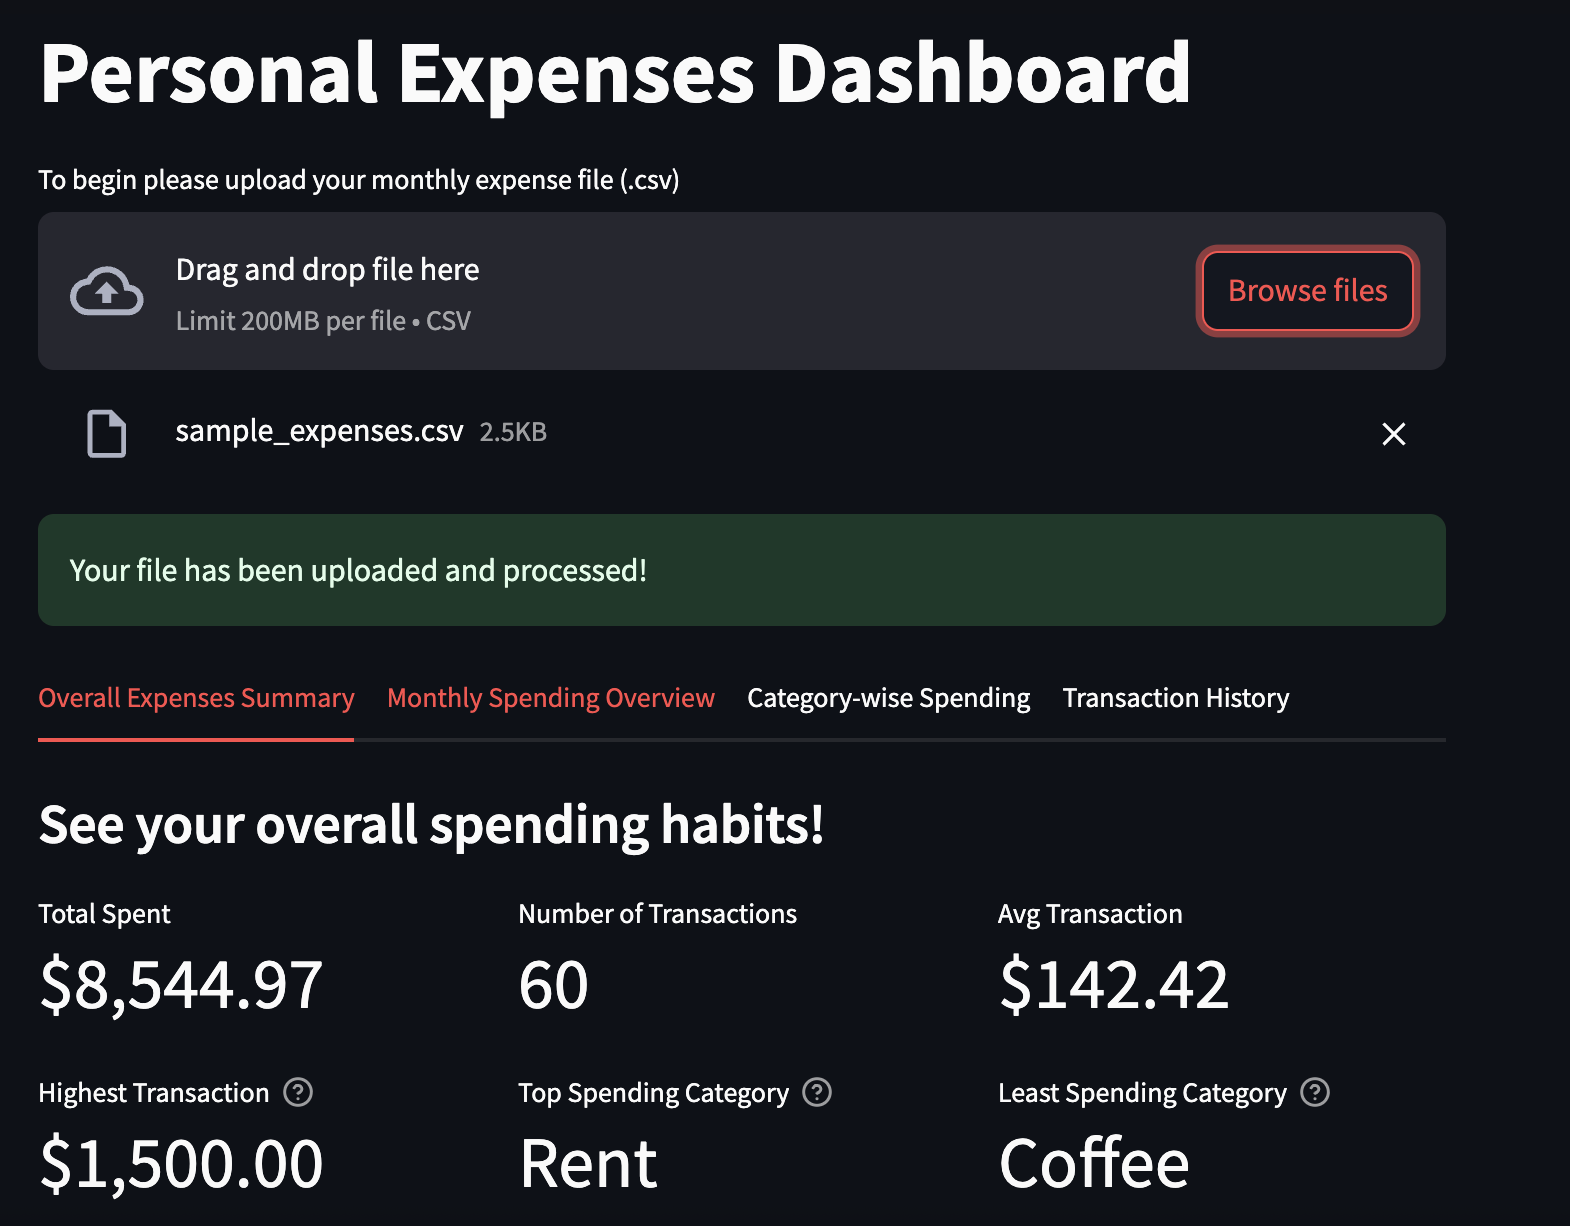 Personal Expenses Dashboard
To begin please upload your monthly expense file (.csv)
Drag and drop file here
Limit 200MB per file • CSV
Browse files
sample_expenses.csv 2.5KB
Your file has been uploaded and processed!
Overall Expenses Summary Monthly Spending Overview Category-wise Spending Transaction History
See your overall spending habits!
Total Spent Number of Transactions Avg Transaction
$8,544.97 60 $142.42
Highest Transaction ? Top Spending Category ? Least Spending Category ?
$1,500.00 Rent Coffee